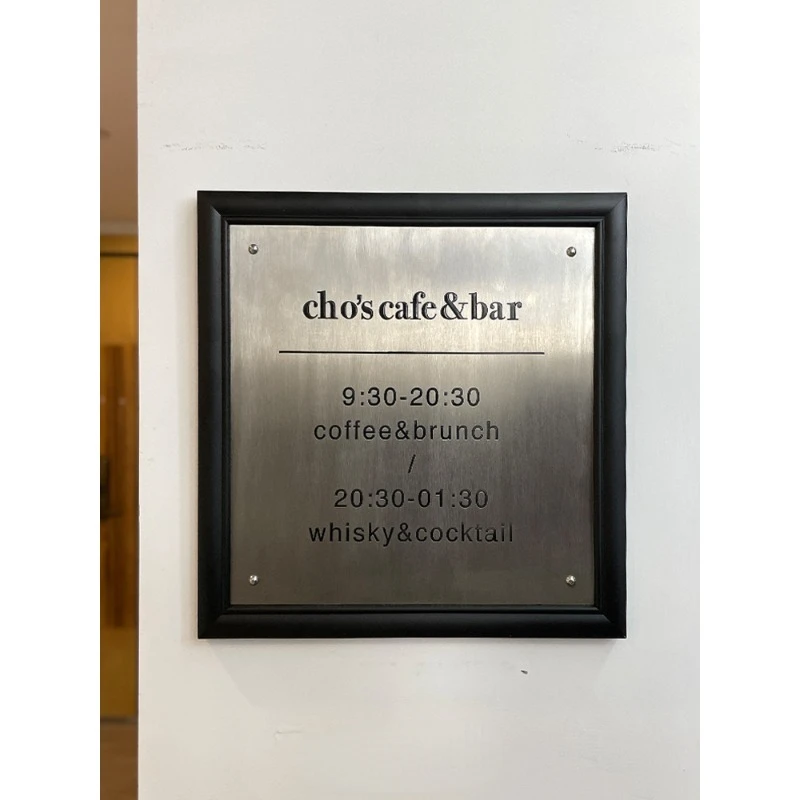 cho's cafe&bar
9:30-20:30
coffee&brunch
/
20:30-01:30
whisky&cocktail